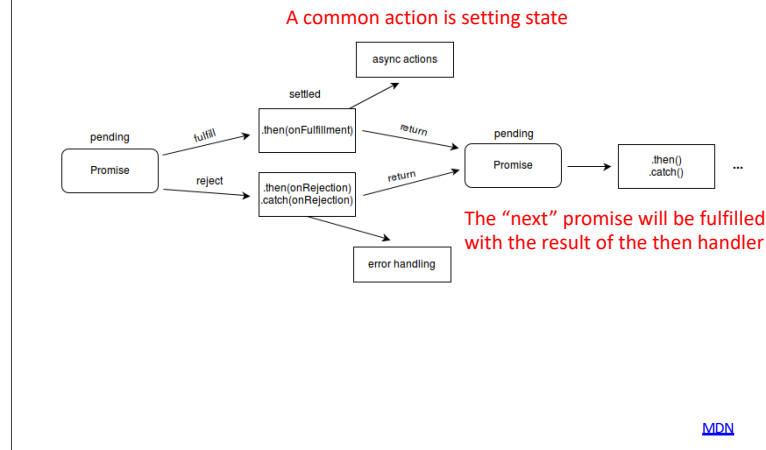 A common action is setting state
async actions
settled
pending
fulfill
.then(onFulfillment)
return
pending
Promise
reject
.then(onRejection)
.catch(onRejection)
return
Promise
.then()
.catch()
...
The “next” promise will be fulfilled
with the result of the then handler
error handling
MDN